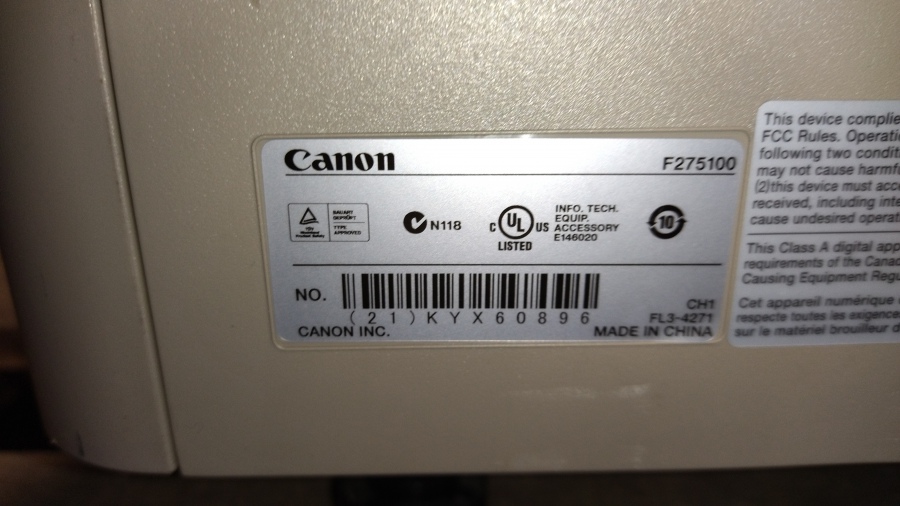 Canon
F275100
BAUART
GEPRÜFT
TYPE
APPROVED
N118
C UL US
LISTED
INFO. TECH.
EQUIP.
ACCESSORY
E146020
10
NO.
(21)KYX60896
CH1
FL3-4271
CANON INC.
MADE IN CHINA
This device complie
FCC Rules. Operati
following two condit
may not cause harmf
(2)this device must acc
received, including inte
cause undesired operat
This Class A digital app
requirements of the Cana
Causing Equipment Regu
Cet appareil numérique
respecte toutes les exigence
sur le matériel brouilleur d